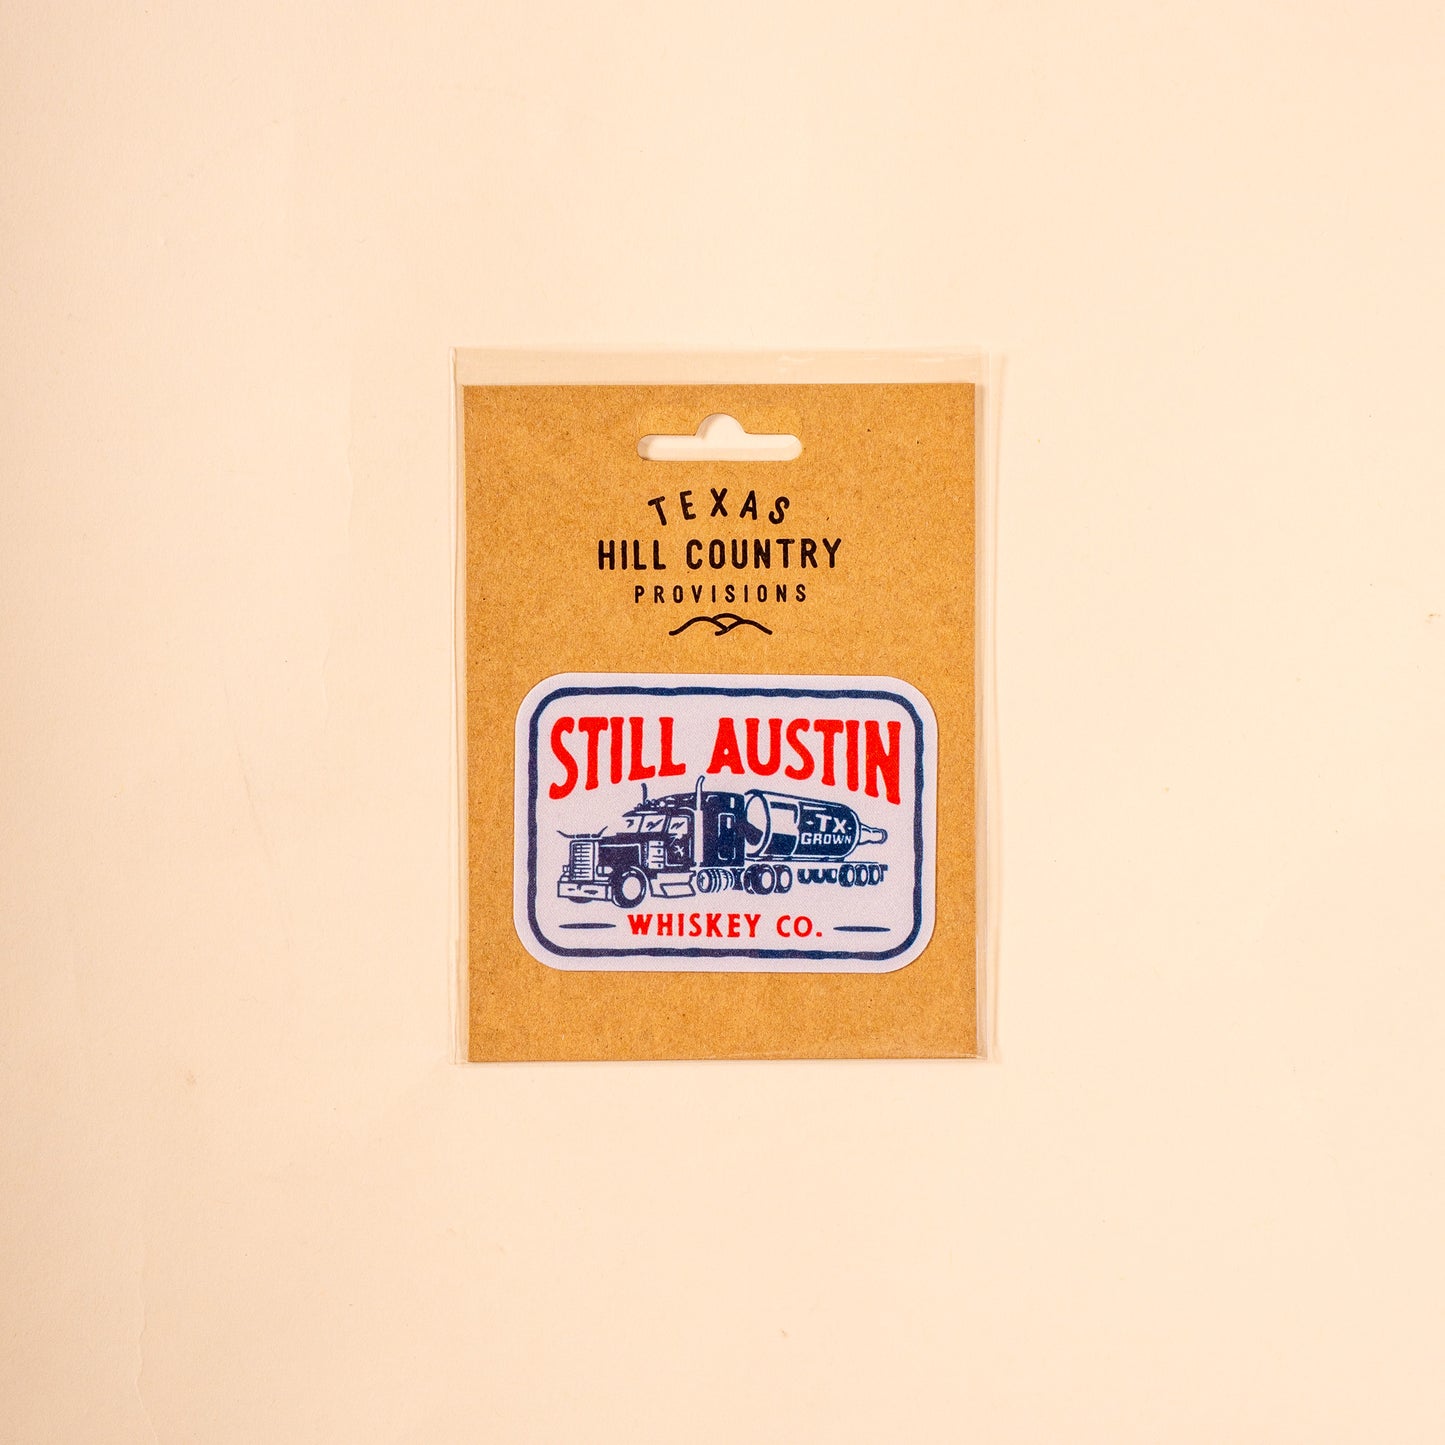 TEXAS
HILL COUNTRY
PROVISIONS
STILL AUSTIN
-TX-
GROWN
WHISKEY CO.